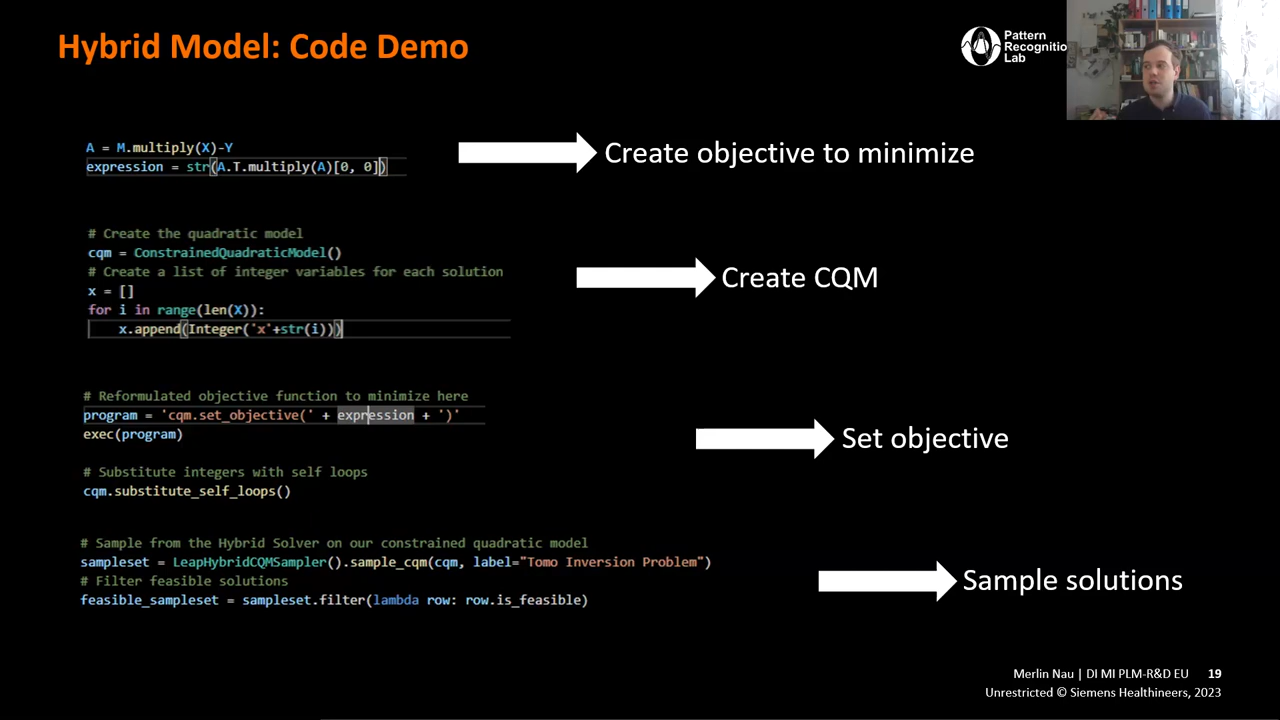 Hybrid Model: Code Demo
Pattern
Recognitio
Lab
A = M.multiply(X)-Y
expression = str(A.T.multiply(A)[0, 0])
Create objective to minimize
# Create the quadratic model
cqm = ConstrainedQuadraticModel()
# Create a list of integer variables for each solution
x = []
for i in range(len(X)):
x.append(Integer('x'+str(i)))
Create CQM
# Reformulated objective function to minimize here
program = 'cqm.set_objective(' + expression + ')'
exec(program)
# Substitute integers with self loops
cqm.substitute_self_loops()
Set objective
# Sample from the Hybrid Solver on our constrained quadratic model
sampleset = LeapHybridCQMSampler().sample_cqm(cqm, label="Tomo Inversion Problem")
# Filter feasible solutions
feasible_sampleset = sampleset.filter(lambda row: row.is_feasible)
Sample solutions
Merlin Nau | DI MI PLM-R&D EU 19
Unrestricted © Siemens Healthineers, 2023